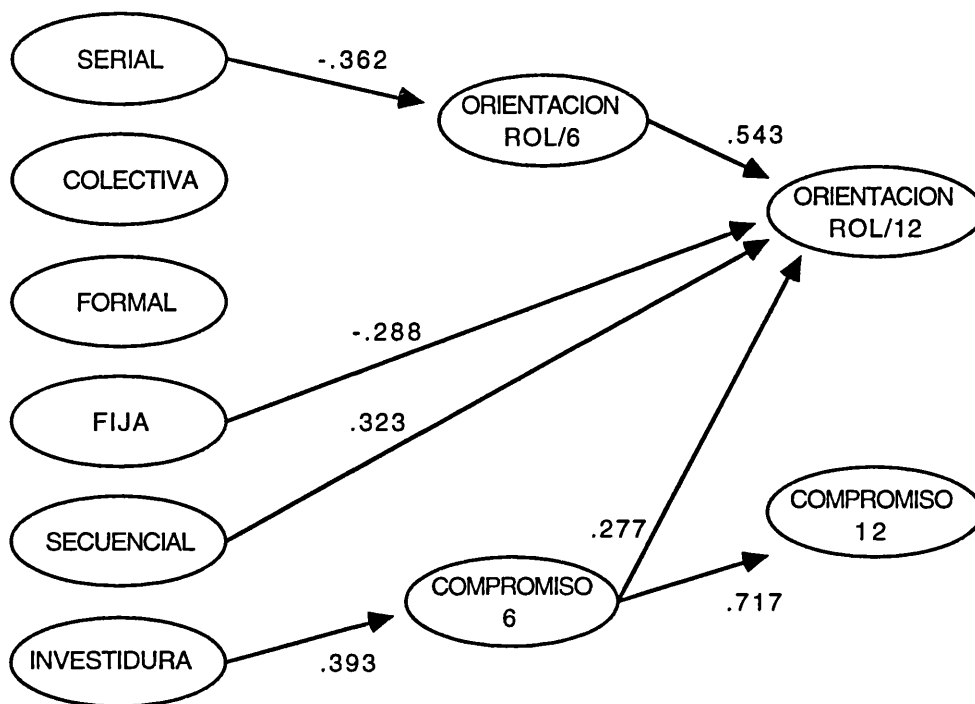 SERIAL
-.362
ORIENTACION
ROL/6
.543
COLECTIVA
ORIENTACION
ROL/12
FORMAL
-.288
FIJA
.323
COMPROMISO
12
SECUENCIAL
.277
COMPROMISO
6
.717
INVESTIDURA
.393